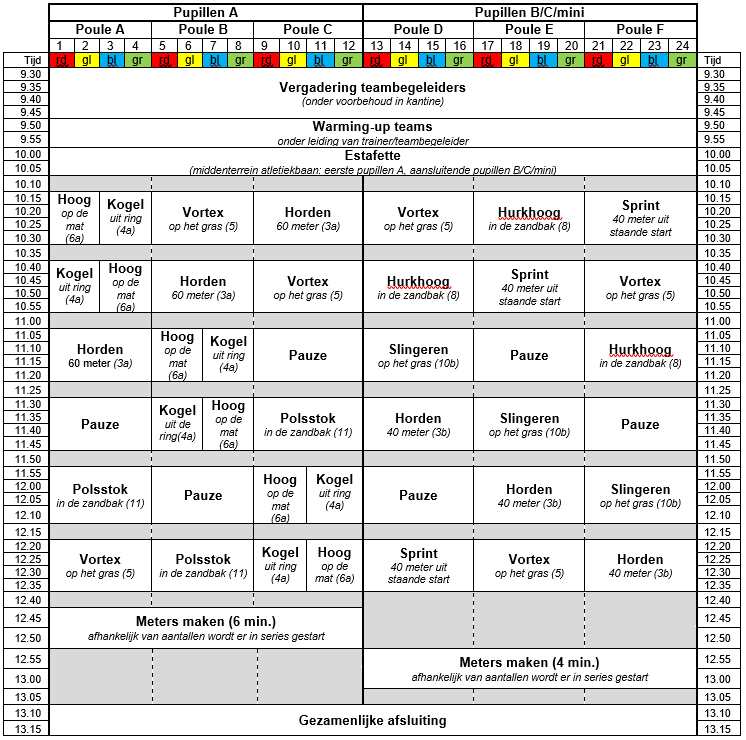 Pupillen A Pupillen B/C/mini
Poule A Poule B Poule C Poule D Poule E Poule F
1 2 3 4 5 6 7 8 9 10 11 12 13 14 15 16 17 18 19 20 21 22 23 24
Tijd rd gl bl gr rd gl bl gr rd gl bl gr rd gl bl gr rd gl bl gr rd gl bl gr Tijd
9.30 9.30
9.35 Vergadering teambegeleiders 9.35
9.40 (onder voorbehoud in kantine) 9.40
9.45 9.45
9.50 Warming-up teams 9.50
9.55 onder leiding van trainer/teambegeleider 9.55
10.00 Estafette 10.00
10.05 (middenterrein atletiekbaan: eerste pupillen A, aansluitende pupillen B/C/mini) 10.05
10.10 10.10
10.15 Hoog Kogel Sprint 10.15
10.20 op de mat uit ring Vortex Horden Vortex Hurkhoog 40 meter uit 10.20
10.25 (6a) (4a) op het gras (5) 60 meter (3a) op het gras (5) in de zandbak (8) staande start 10.25
10.30 10.30
10.35 10.35
10.40 Kogel Hoog Sprint 10.40
10.45 uit ring op de Horden Vortex Hurkhoog 40 meter uit Vortex 10.45
10.50 (4a) mat 60 meter (3a) op het gras (5) in de zandbak (8) staande start op het gras (5) 10.50
10.55 (6a) 10.55
11.00 11.00
11.05 Hoog Kogel 11.05
11.10 Horden op de uit ring Pauze Slingeren Pauze Hurkhoog 11.10
11.15 60 meter (3a) mat (4a) op het gras (10b) in de zandbak (8) 11.15
11.20 (6a) 11.20
11.25 11.25
11.30 Hoog 11.30
11.35 Kogel op de Polsstok Horden Slingeren 11.35
11.40 Pauze uit de mat in de zandbak (11) 40 meter (3b) op het gras (10b) Pauze 11.40
11.45 ring(4a) (6a) 11.45
11.50 11.50
11.55 Hoog Kogel 11.55
12.00 Polsstok Pauze op de uit ring Pauze Horden Slingeren 12.00
12.05 in de zandbak (11) mat (4a) 40 meter (3b) op het gras (10b) 12.05
12.10 (6a) 12.10
12.15 12.15
12.20 Kogel Hoog Sprint 12.20
12.25 Vortex Polsstok uit ring op de 40 meter uit Vortex Horden 12.25
12.30 op het gras (5) in de zandbak (11) (4a) mat (6a) staande start op het gras (5) 40 meter (3b) 12.30
12.35 12.35
12.40 12.40
12.45 Meters maken (6 min.) 12.45
12.50 afhankelijk van aantallen wordt er in series gestart 12.50
12.55 Meters maken (4 min.) 12.55
13.00 afhankelijk van aantallen wordt er in series gestart 13.00
13.05 13.05
13.10 Gezamenlijke afsluiting 13.10
13.15 13.15